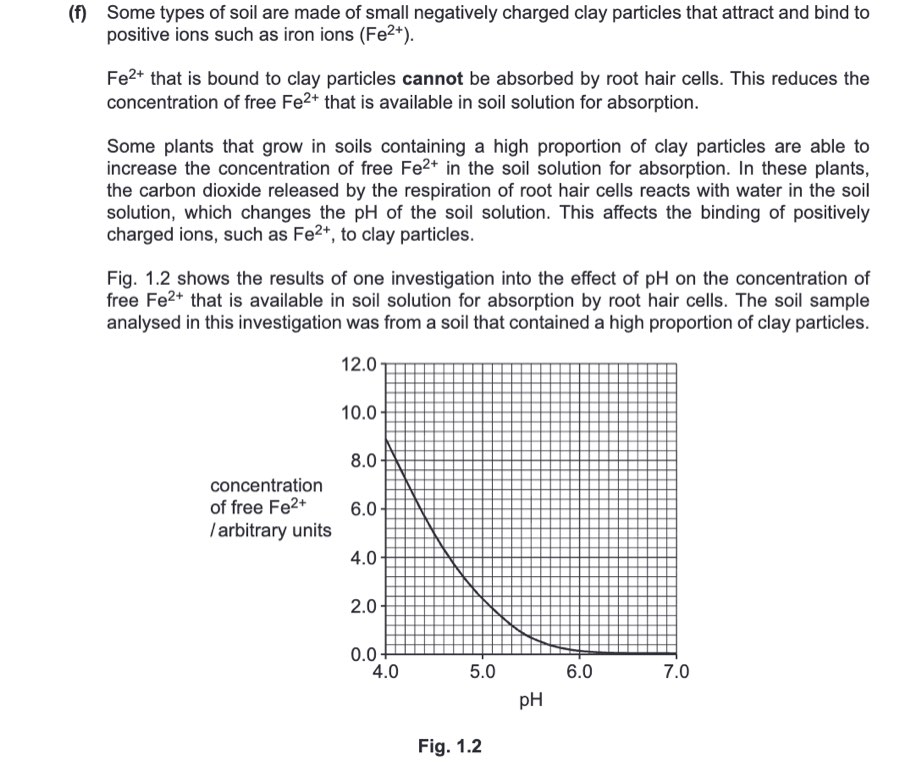 (f) Some types of soil are made of small negatively charged clay particles that attract and bind to
positive ions such as iron ions (Fe²⁺).
Fe²⁺ that is bound to clay particles cannot be absorbed by root hair cells. This reduces the
concentration of free Fe²⁺ that is available in soil solution for absorption.
Some plants that grow in soils containing a high proportion of clay particles are able to
increase the concentration of free Fe²⁺ in the soil solution for absorption. In these plants,
the carbon dioxide released by the respiration of root hair cells reacts with water in the soil
solution, which changes the pH of the soil solution. This affects the binding of positively
charged ions, such as Fe²⁺, to clay particles.
Fig. 1.2 shows the results of one investigation into the effect of pH on the concentration of
free Fe²⁺ that is available in soil solution for absorption by root hair cells. The soil sample
analysed in this investigation was from a soil that contained a high proportion of clay particles.
12.0
10.0
8.0
concentration
of free Fe²⁺
/ arbitrary units
6.0
4.0
2.0
0.0
4.0 5.0 6.0 7.0
pH
Fig. 1.2